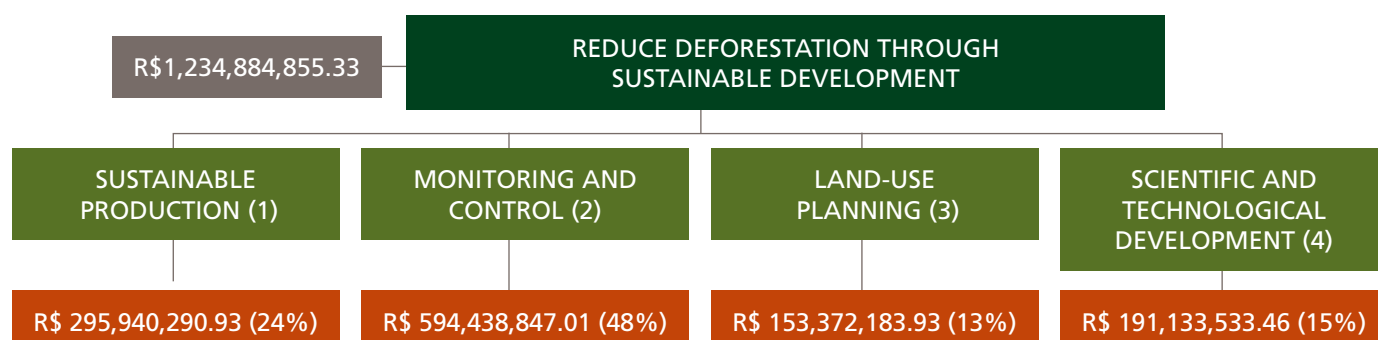 R$1,234,884,855.33
REDUCE DEFORESTATION THROUGH
SUSTAINABLE DEVELOPMENT
SUSTAINABLE
PRODUCTION (1)
MONITORING AND
CONTROL (2)
LAND-USE
PLANNING (3)
SCIENTIFIC AND
TECHNOLOGICAL
DEVELOPMENT (4)
R$ 295,940,290.93 (24%)
R$ 594,438,847.01 (48%)
R$ 153,372,183.93 (13%)
R$ 191,133,533.46 (15%)